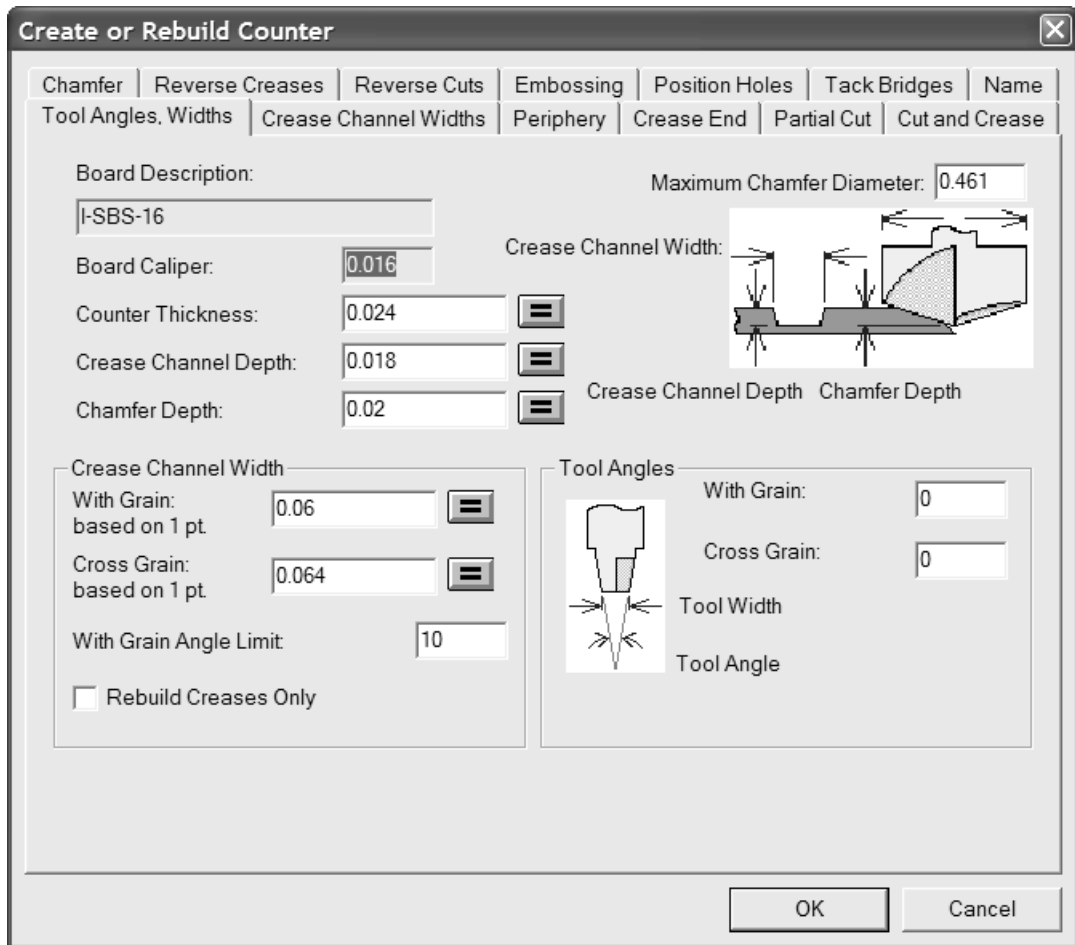 Create or Rebuild Counter
Chamfer
Reverse Creases
Reverse Cuts
Embossing
Position Holes
Tack Bridges
Name
Tool Angles, Widths
Crease Channel Widths
Periphery
Crease End
Partial Cut
Cut and Crease
Board Description:
I-SBS-16
Maximum Chamfer Diameter: 0.461
Board Caliper: 0.016
Crease Channel Width:
Counter Thickness: 0.024
Crease Channel Depth: 0.018
Chamfer Depth: 0.02
Crease Channel Depth Chamfer Depth
Crease Channel Width
With Grain: 0.06
based on 1 pt.
Cross Grain: 0.064
based on 1 pt.
With Grain Angle Limit: 10
Rebuild Creases Only
Tool Angles
With Grain: 0
Cross Grain: 0
Tool Width
Tool Angle
OK
Cancel